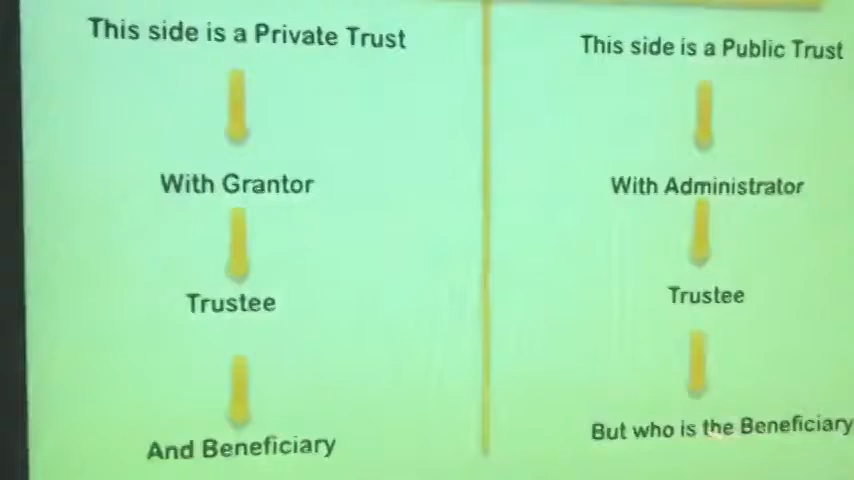 This side is a Private Trust
With Grantor
Trustee
And Beneficiary
This side is a Public Trust
With Administrator
Trustee
But who is the Beneficiary